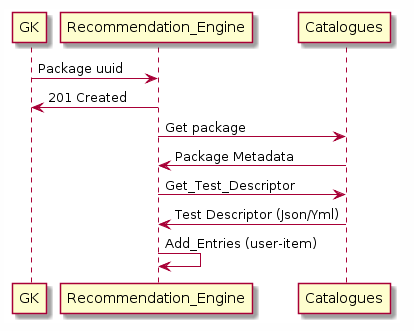 GK Recommendation_Engine Catalogues
Package uuid
201 Created
Get package
Package Metadata
Get_Test_Descriptor
Test Descriptor (Json/Yml)
Add_Entries (user-item)
GK Recommendation_Engine Catalogues